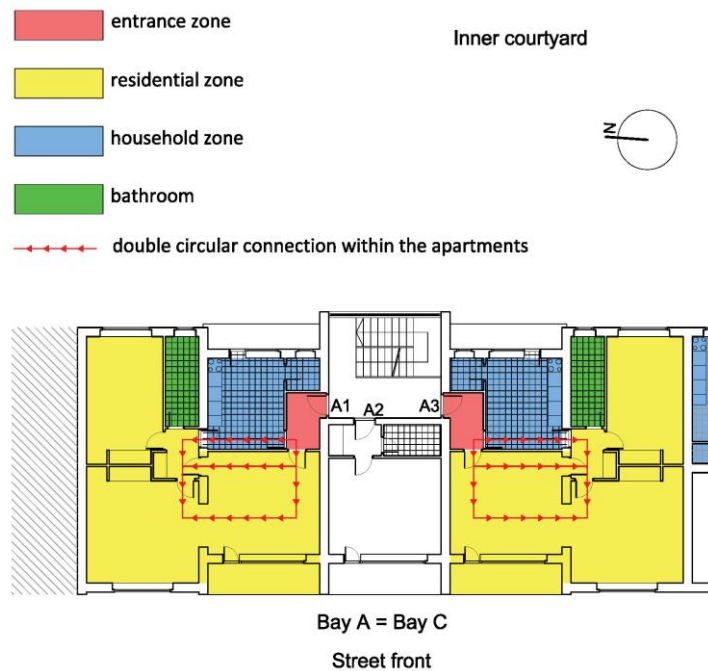 entrance zone
Inner courtyard
residential zone
N
household zone
bathroom
double circular connection within the apartments
A1 A2 A3
Bay A = Bay C
Street front